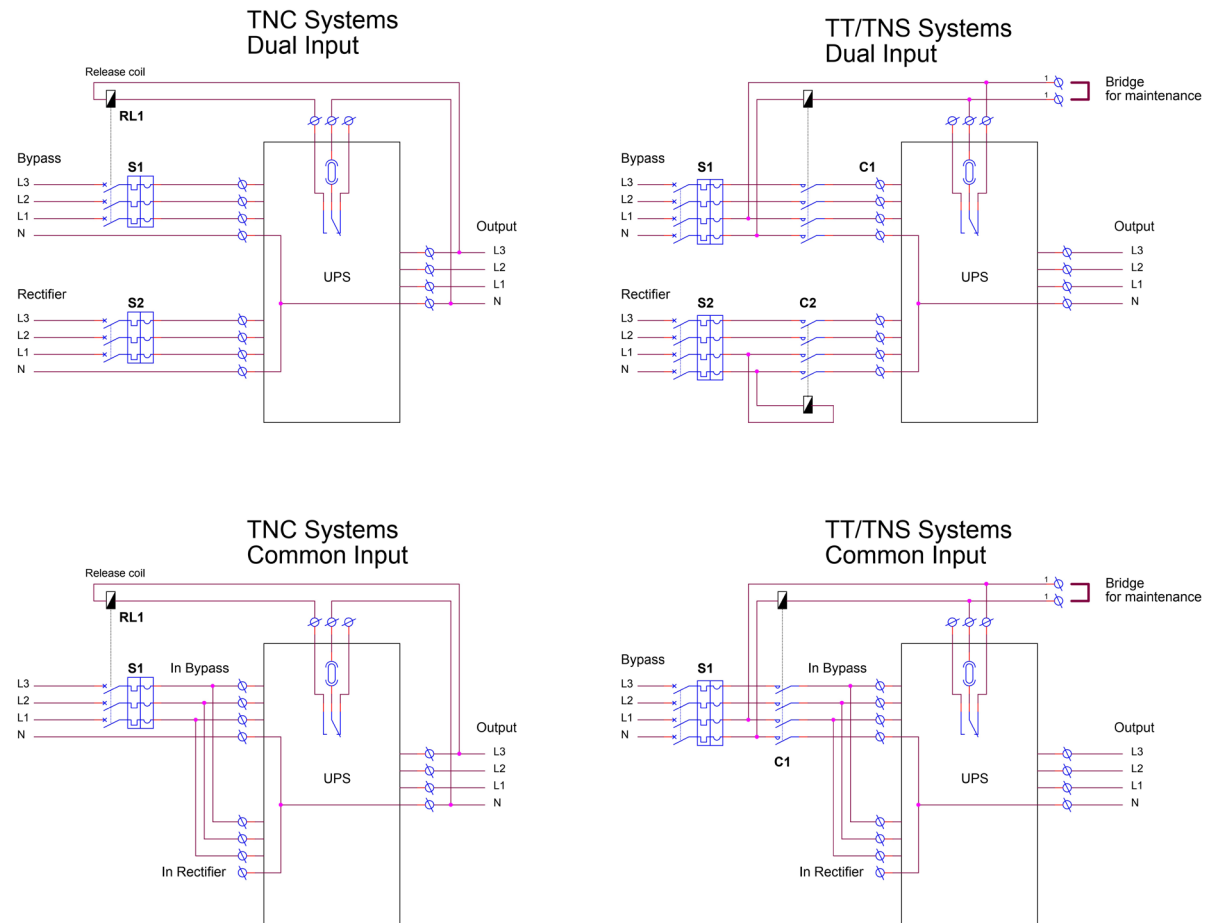 TNC Systems
Dual Input
Release coil
RL1
Bypass
S1
L3
L2
L1
N
Output
L3
L2
L1
N
UPS
Rectifier
S2
L3
L2
L1
N
TT/TNS Systems
Dual Input
1
1
Bridge
for maintenance
Bypass
S1
C1
L3
L2
L1
N
Output
L3
L2
L1
N
UPS
Rectifier
S2
C2
L3
L2
L1
N
TNC Systems
Common Input
Release coil
RL1
S1
In Bypass
L3
L2
L1
N
Output
L3
L2
L1
N
UPS
In Rectifier
TT/TNS Systems
Common Input
1
1
Bridge
for maintenance
Bypass
S1
In Bypass
L3
L2
L1
N
C1
Output
L3
L2
L1
N
UPS
In Rectifier